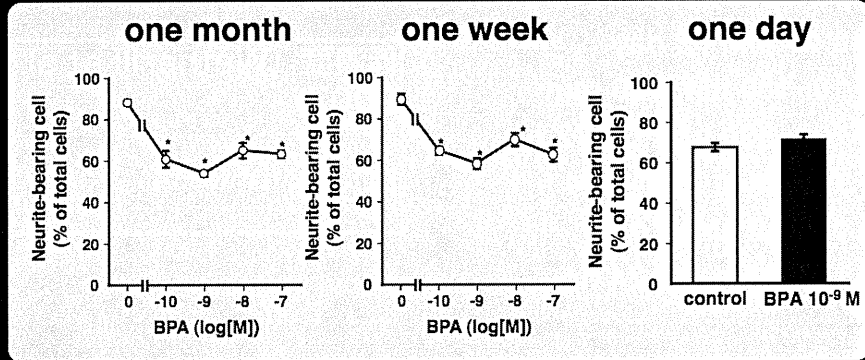 one month
one week
one day
Neurite-bearing cell
(% of total cells)
100
80
60
40
20
0
*
*
*
*
0 -10 -9 -8 -7
BPA (log[M])
Neurite-bearing cell
(% of total cells)
100
80
60
40
20
0
*
*
*
*
0 -10 -9 -8 -7
BPA (log[M])
Neurite-bearing cell
(% of total cells)
100
80
60
40
20
0
control BPA 10⁻⁹ M